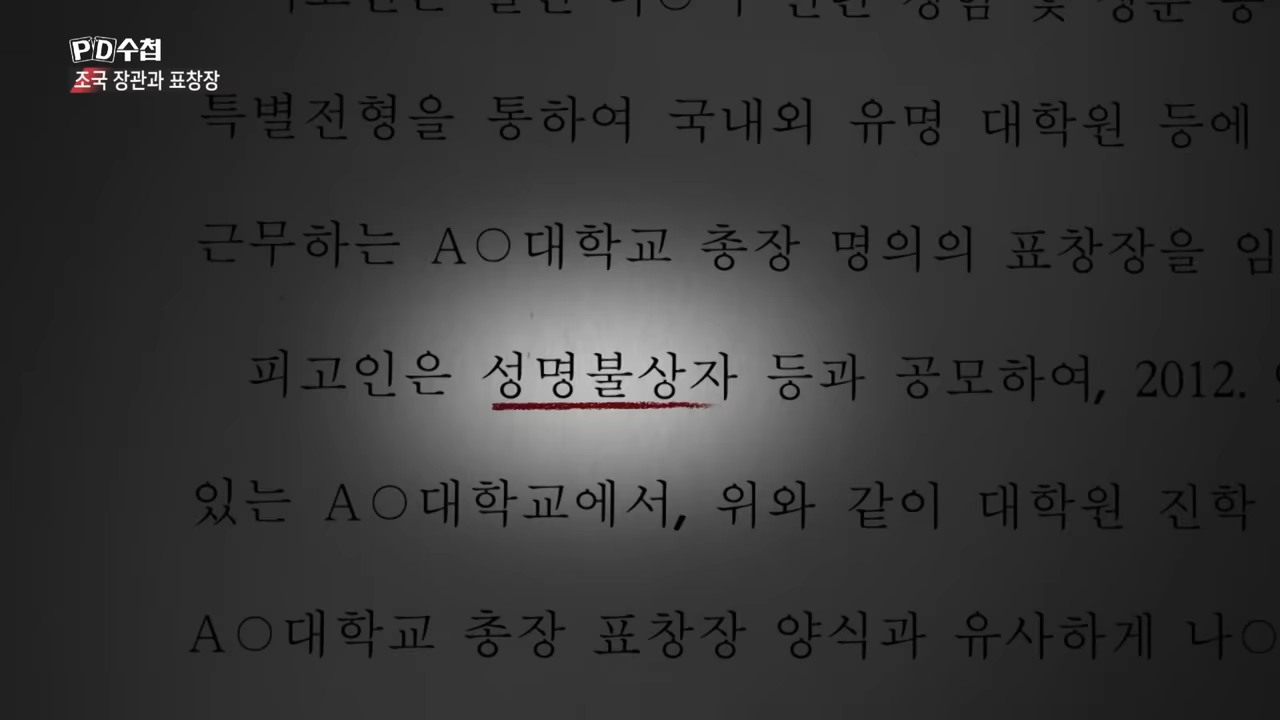 PD수첩
조국 장관과 표창장
특별전형을 통하여 국내외 유명 대학원 등에
근무하는 A○대학교 총장 명의의 표창장을 임
피고인은 성명불상자 등과 공모하여, 2012.
있는 A○대학교에서, 위와 같이 대학원 진학
A○대학교 총장 표창장 양식과 유사하게 나○